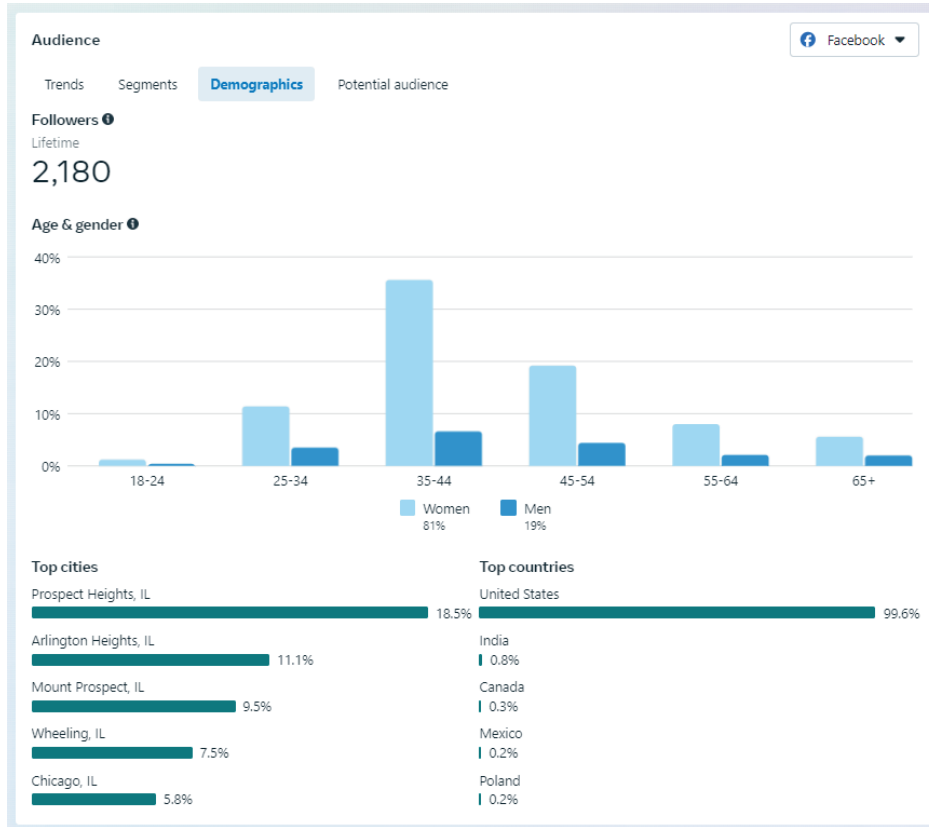 Audience
Facebook
Trends Segments Demographics Potential audience
Followers
Lifetime
2,180
Age & gender
40%
30%
20%
10%
0%
18-24 25-34 35-44 45-54 55-64 65+
Women Men
81% 19%
Top cities
Prospect Heights, IL
18.5%
Arlington Heights, IL
11.1%
Mount Prospect, IL
9.5%
Wheeling, IL
7.5%
Chicago, IL
5.8%
Top countries
United States
99.6%
India
0.8%
Canada
0.3%
Mexico
0.2%
Poland
0.2%